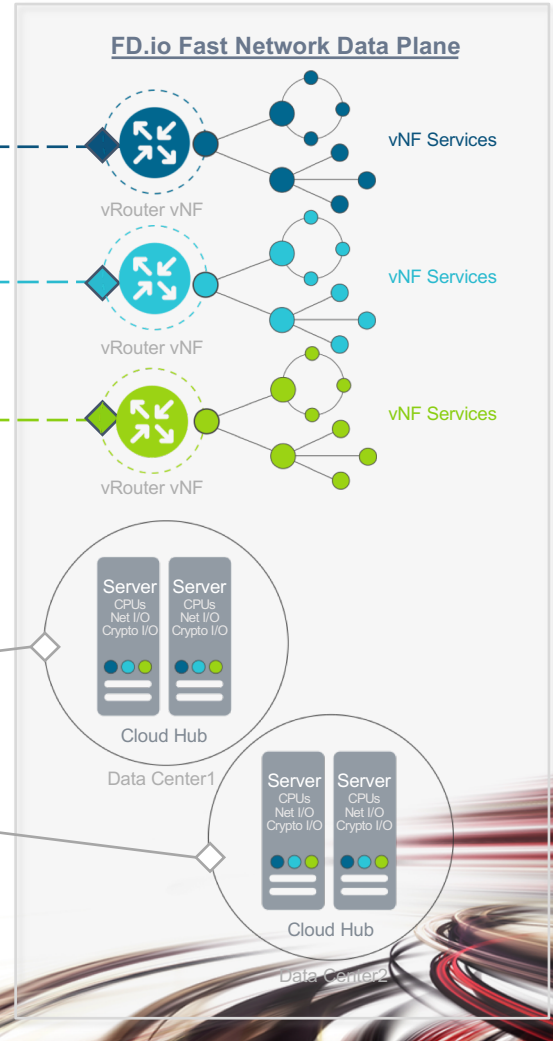 FD.io Fast Network Data Plane
vNF Services
vRouter vNF
vNF Services
vRouter vNF
vNF Services
vRouter vNF
Server
CPUs
Net I/O
Crypto I/O
Server
CPUs
Net I/O
Crypto I/O
Cloud Hub
Data Center1
Server
CPUs
Net I/O
Crypto I/O
Server
CPUs
Net I/O
Crypto I/O
Cloud Hub
Data Center2